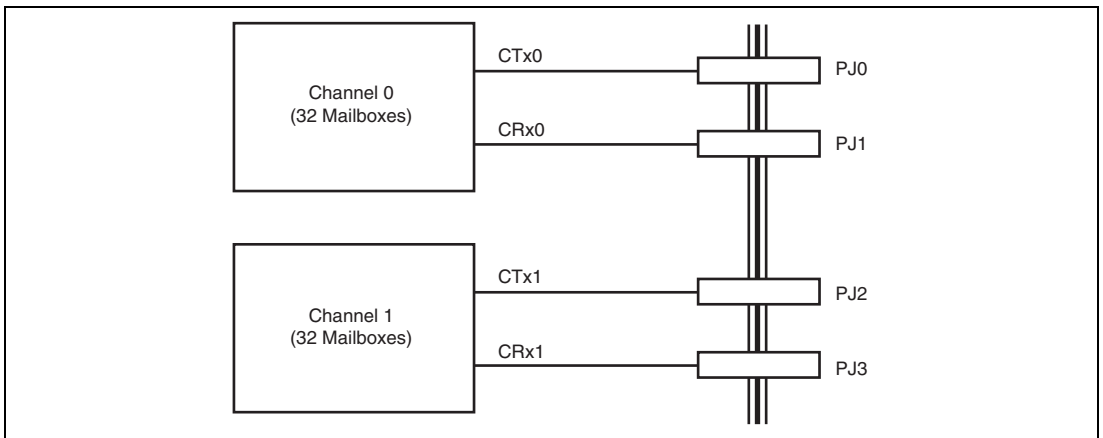 CTx0
PJ0
Channel 0
(32 Mailboxes)
CRx0
PJ1
CTx1
PJ2
Channel 1
(32 Mailboxes)
CRx1
PJ3